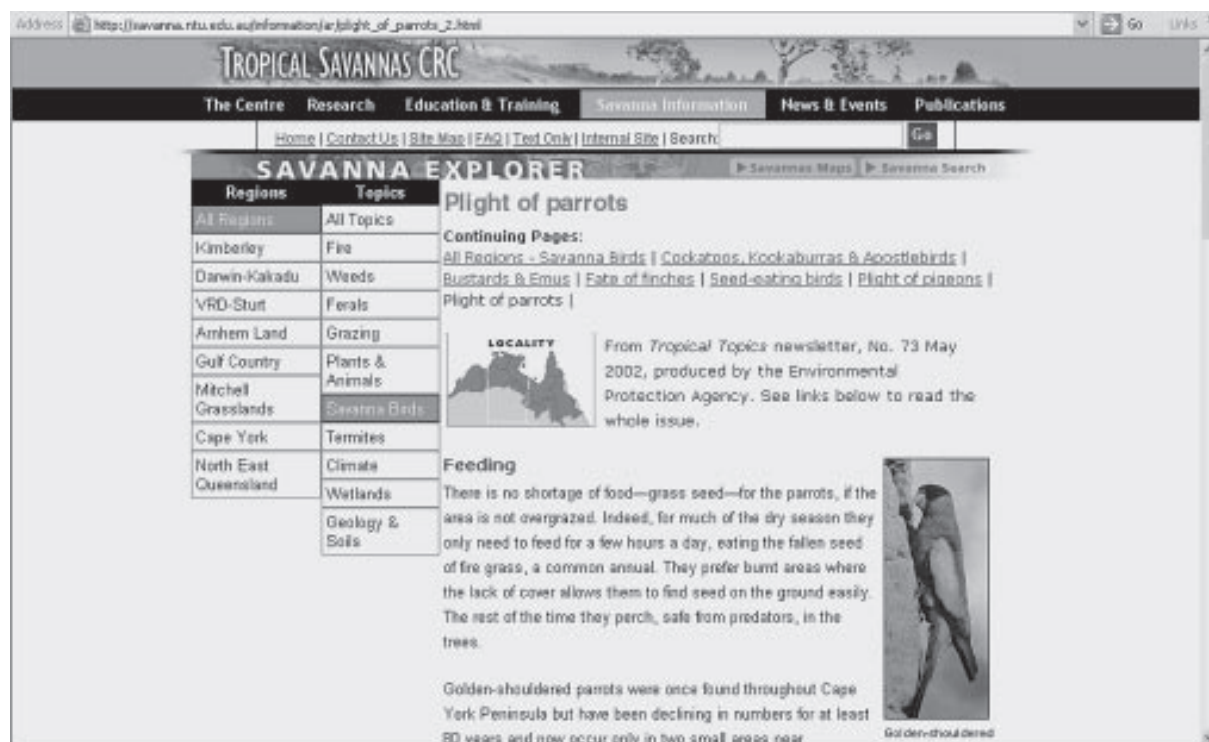 Address http://savanna.ntu.edu.au/information/ar/plight_of_parrots_2.html Go Links
TROPICAL SAVANNAS CRC
The Centre Research Education & Training Savanna Information News & Events Publications
Home | Contact Us | Site Map | FAQ | Text Only | Internal Site | Search: Go
SAVANNA EXPLORER Savannas Maps Savanna Search
Regions
All Regions
Kimberley
Darwin-Kakadu
VRD-Sturt
Arnhem Land
Gulf Country
Mitchell
Grasslands
Cape York
North East
Queensland
Topics
All Topics
Fire
Weeds
Ferals
Grazing
Plants &
Animals
Savanna Birds
Termites
Climate
Wetlands
Geology &
Soils
Plight of parrots
Continuing Pages:
All Regions - Savanna Birds | Cockatoos, Kookaburras & Apostlebirds |
Bustards & Emus | Fate of finches | Seed-eating birds | Plight of pigeons |
Plight of parrots |
LOCALITY
From Tropical Topics newsletter, No. 73 May
2002, produced by the Environmental
Protection Agency. See links below to read the
whole issue.
Feeding
There is no shortage of food—grass seed—for the parrots, if the
area is not overgrazed. Indeed, for much of the dry season they
only need to feed for a few hours a day, eating the fallen seed
of fire grass, a common annual. They prefer burnt areas where
the lack of cover allows them to find seed on the ground easily.
The rest of the time they perch, safe from predators, in the
trees.
Golden-shouldered parrots were once found throughout Cape
York Peninsula but have been declining in numbers for at least
80 years and now occur only in two small areas near
Golden-shouldered